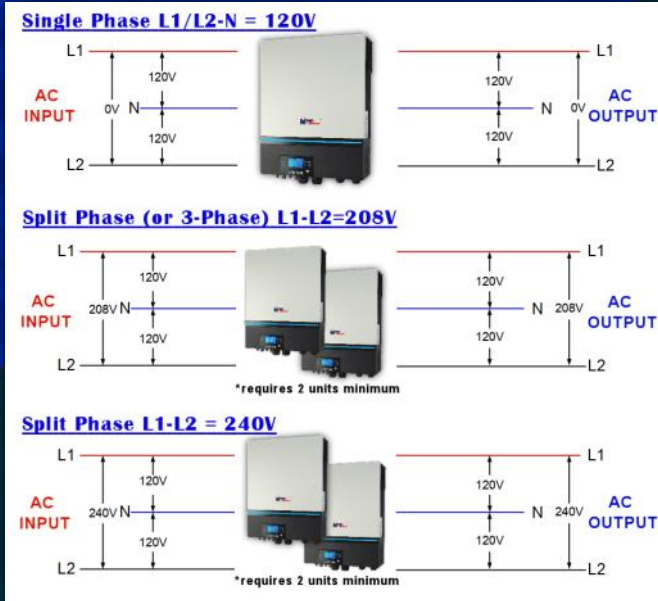 Single Phase L1/L2-N = 120V
L1
L1
120V
120V
AC
INPUT
0V
N
N
0V
AC
OUTPUT
120V
120V
L2
L2
Split Phase (or 3-Phase) L1-L2=208V
L1
L1
120V
120V
AC
INPUT
208V
N
N
208V
AC
OUTPUT
120V
120V
L2
L2
*requires 2 units minimum
Split Phase L1-L2 = 240V
L1
L1
120V
120V
AC
INPUT
240V
N
N
240V
AC
OUTPUT
120V
120V
L2
L2
*requires 2 units minimum